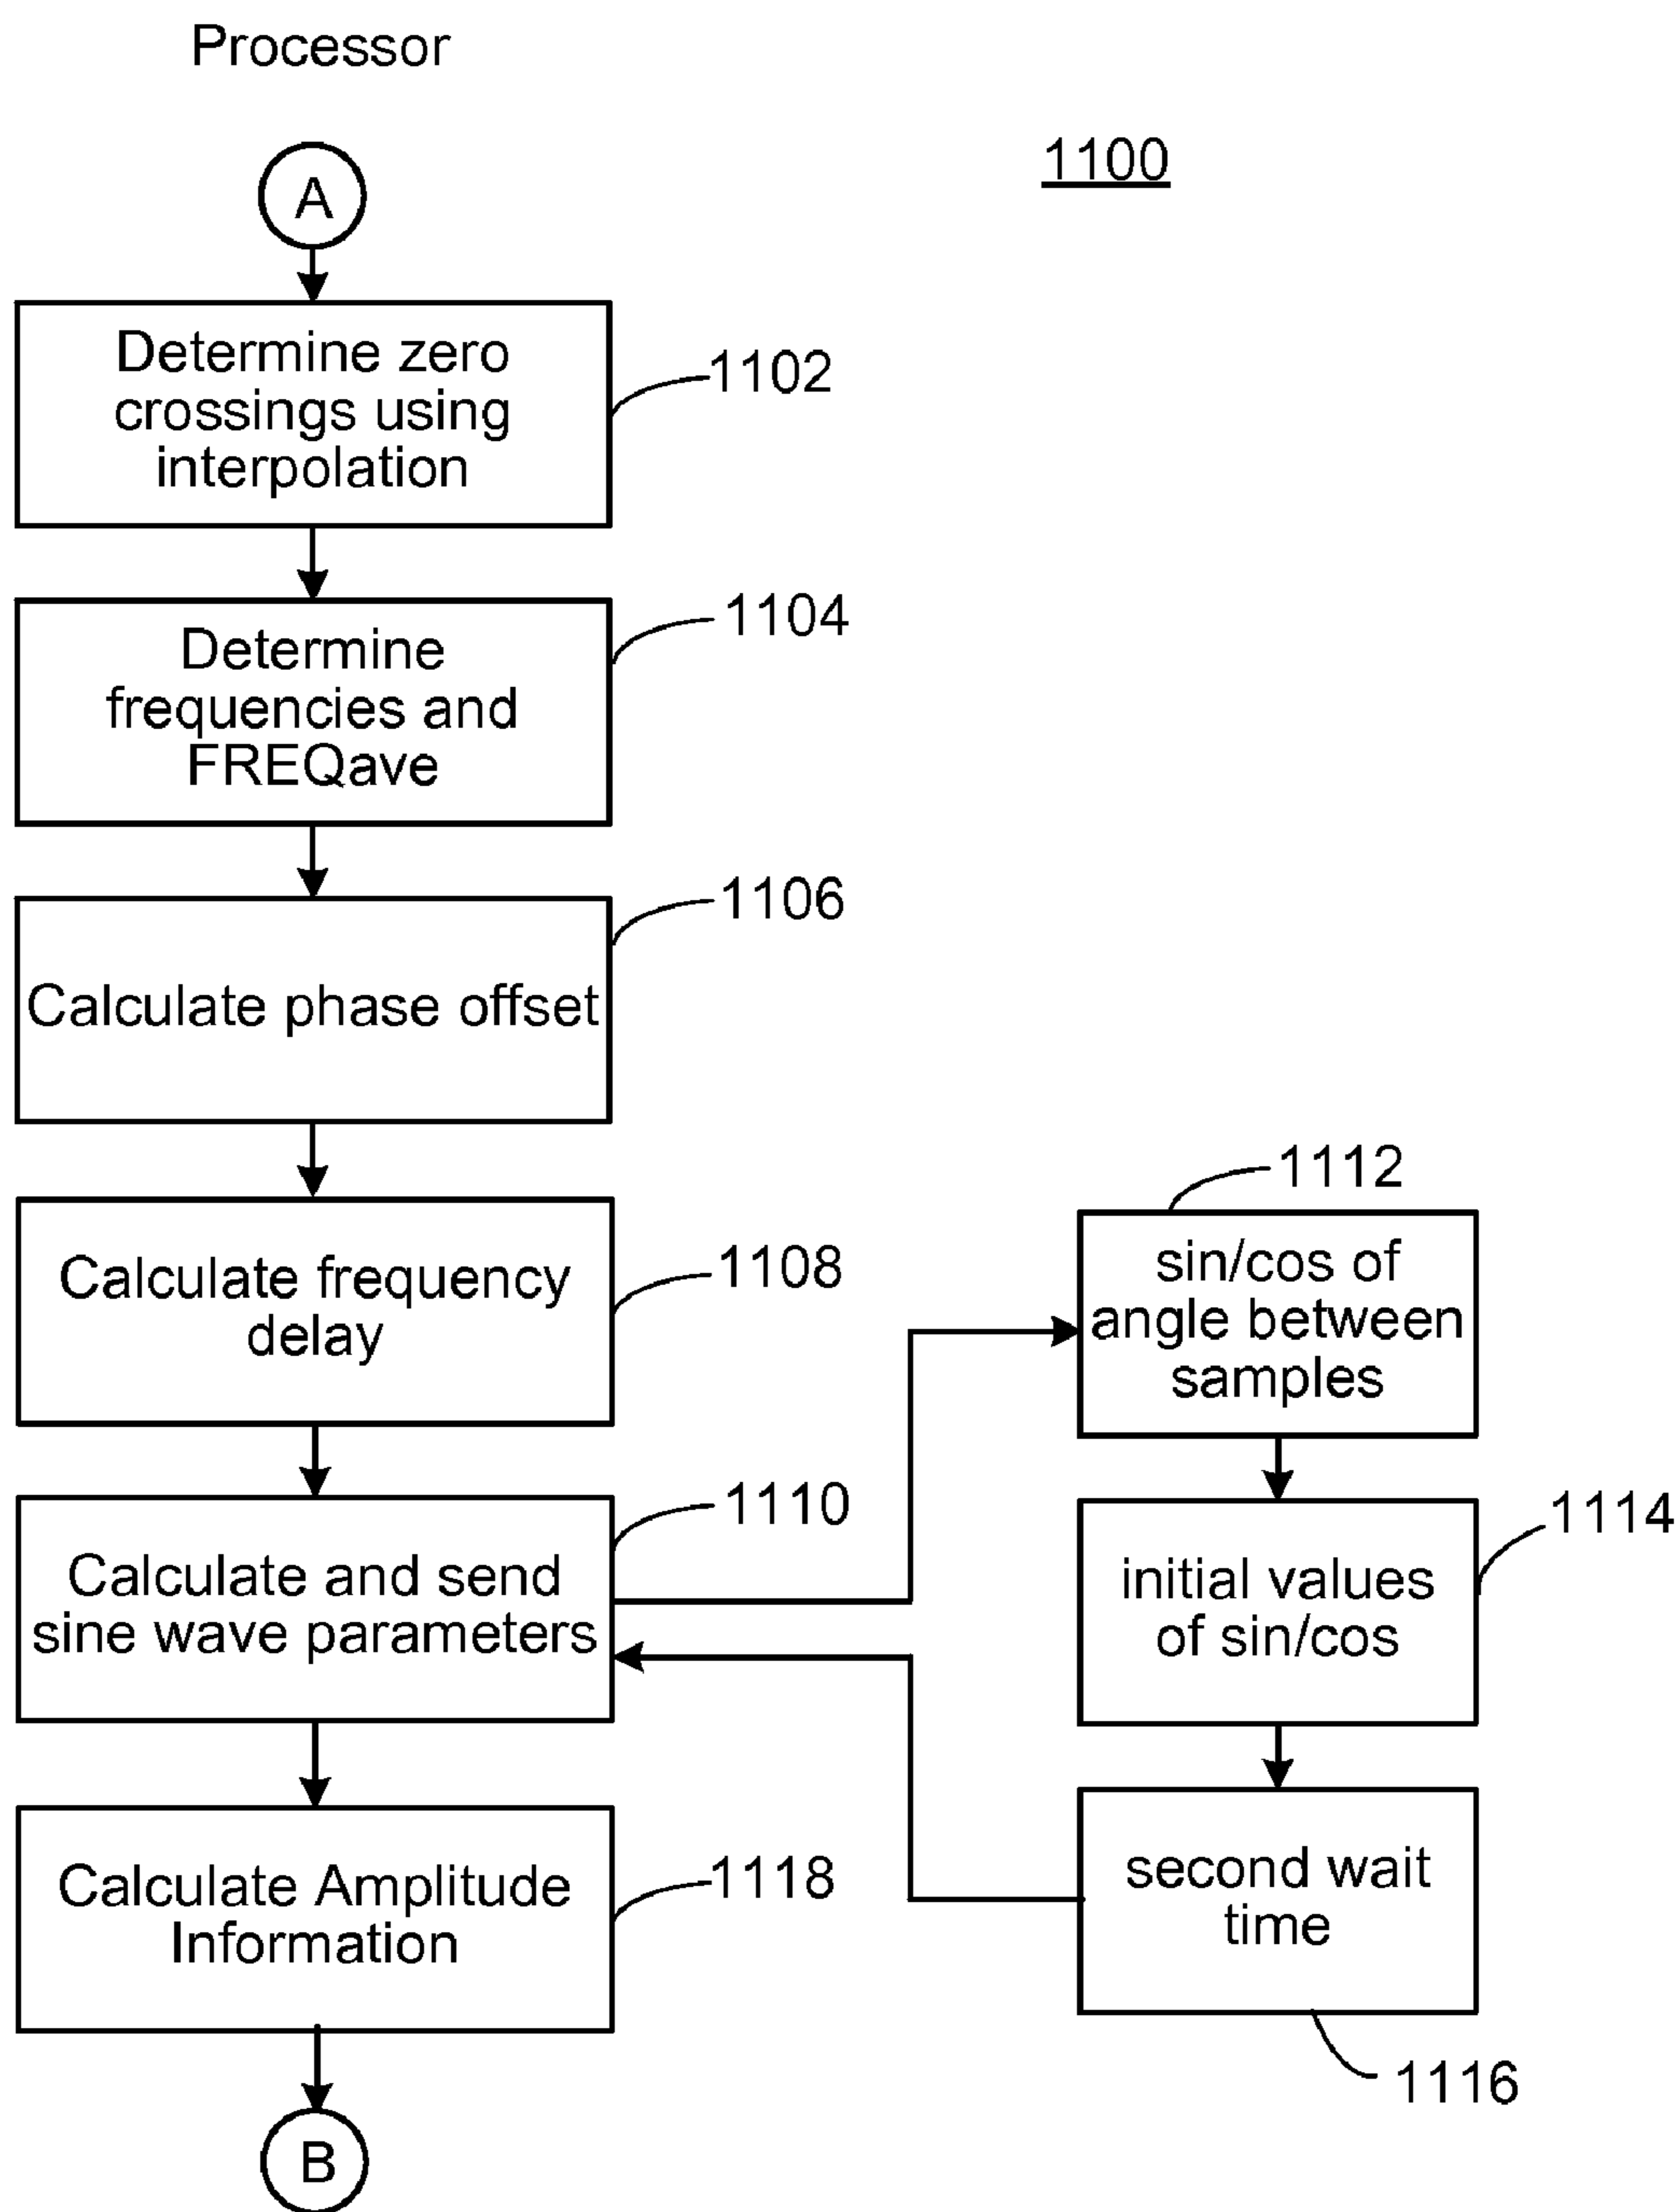 Processor
1100
A
Determine zero
crossings using
interpolation
1102
Determine
frequencies and
FREQave
1104
Calculate phase offset
1106
Calculate frequency
delay
1108
Calculate and send
sine wave parameters
1110
sin/cos of
angle between
samples
1112
initial values
of sin/cos
1114
second wait
time
1116
Calculate Amplitude
Information
1118
B